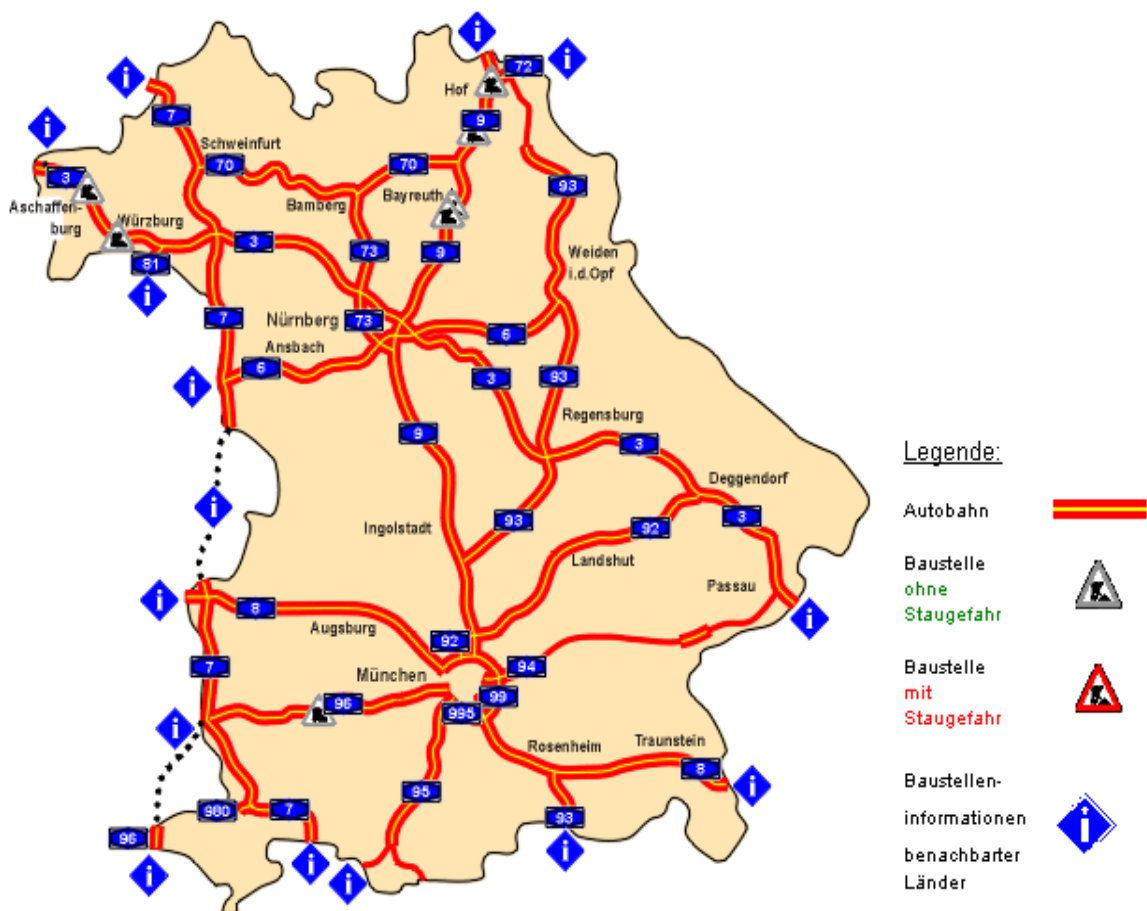 i
i
72
i
Hof
i
7
9
i
Schweinfurt
70
70
3
93
Aschaffen-
burg
Bamberg
Bayreuth
Würzburg
3
73
9
Weiden
i.d.Opf
81
i
7
Nürnberg
73
6
Ansbach
6
3
93
i
9
Regensburg
3
Deggendorf
i
Ingolstadt
93
92
3
Landshut
Passau
i
8
i
Augsburg
92
7
München
94
99
96
995
i
Rosenheim
Traunstein
8
95
i
980
7
93
96
i
i
i
i
Legende:
Autobahn
Baustelle
ohne
Staugefahr
Baustelle
mit
Staugefahr
Baustellen-
informationen
benachbarter
Länder
i